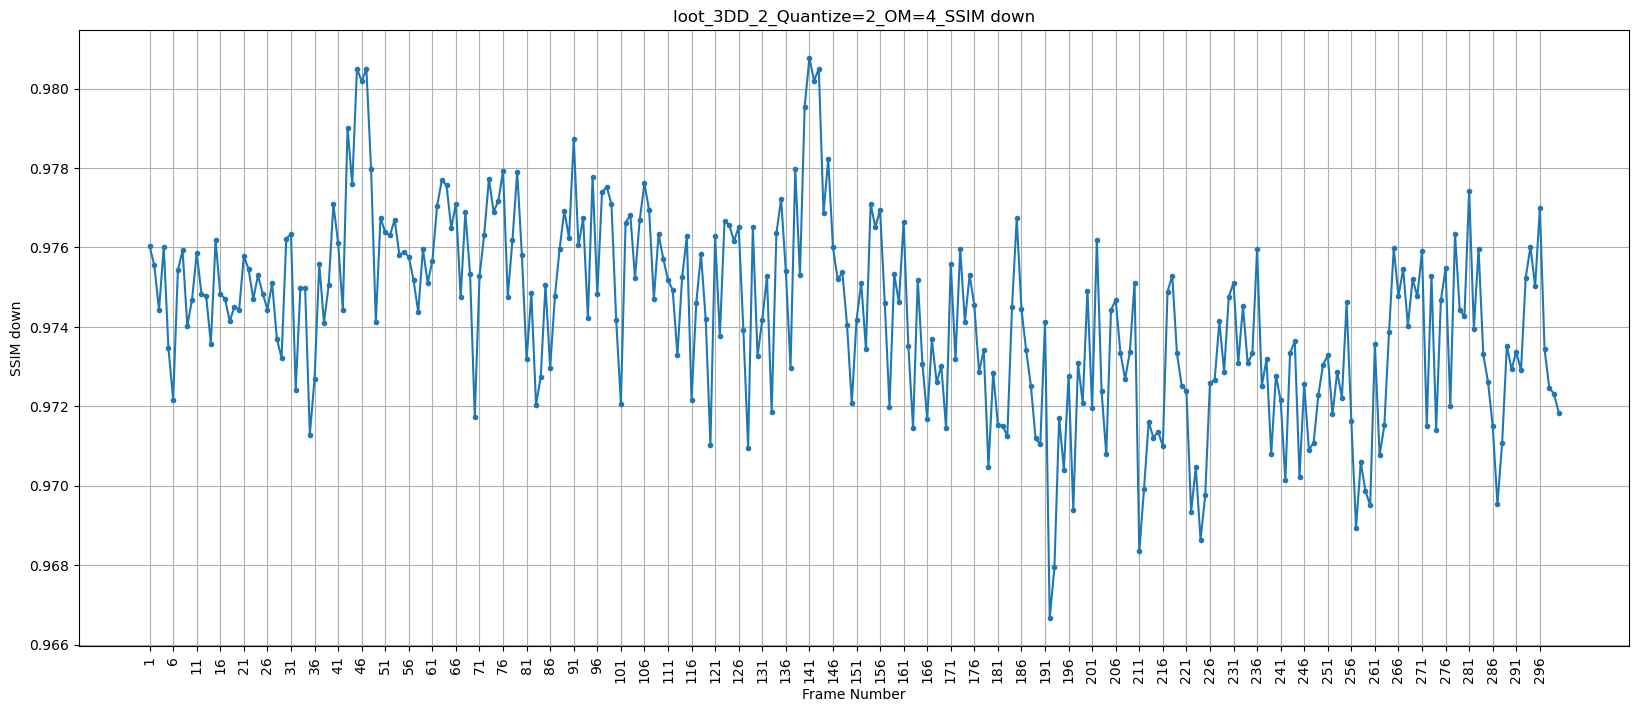 loot_3DD_2_Quantize=2_OM=4_SSIM down
SSIM down
0.980
0.978
0.976
0.974
0.972
0.970
0.968
0.966
1 6 11 16 21 26 31 36 41 46 51 56 61 66 71 76 81 86 91 96 101 106 111 116 121 126 131 136 141 146 151 156 161 166 171 176 181 186 191 196 201 206 211 216 221 226 231 236 241 246 251 256 261 266 271 276 281 286 291 296
Frame Number